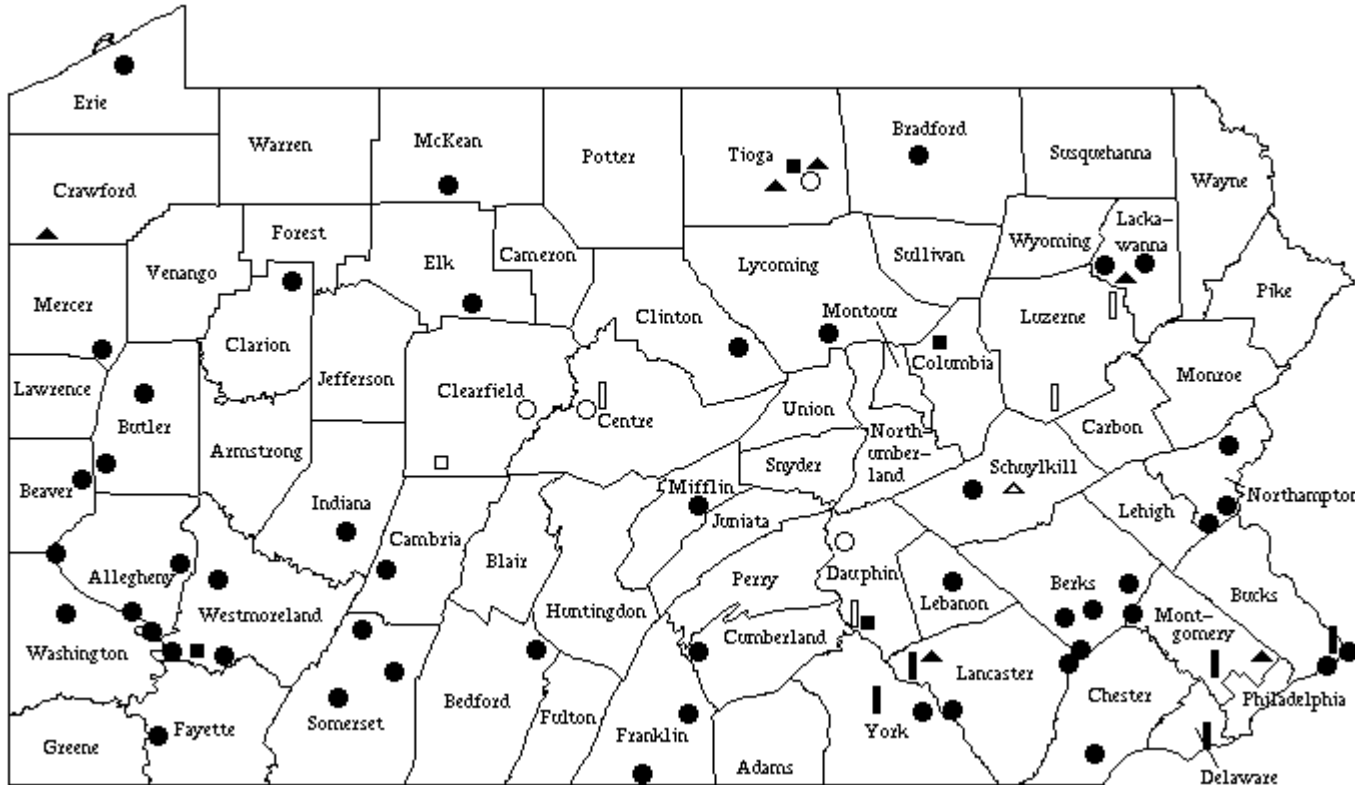 Erie
Warren
McKean
Potter
Tioga
Bradford
Susquehanna
Wayne
Crawford
Forest
Venango
Elk
Cameron
Lycoming
Sullivan
Wyoming
Lacka-
wanna
Mercer
Clarion
Clinton
Montour
Luzerne
Pike
Lawrence
Jefferson
Clearfield
Centre
Columbia
Monroe
Butler
Armstrong
Union
Carbon
Beaver
Indiana
Mifflin
Snyder
North-
umber-
land
Schuylkill
Lehigh
Northampton
Juniata
Cambria
Blair
Allegheny
Westmoreland
Huntingdon
Perry
Dauphin
Lebanon
Berks
Mont-
gomery
Bucks
Washington
Cumberland
Lancaster
Chester
Philadelphia
Greene
Fayette
Somerset
Bedford
Fulton
Franklin
Adams
York
Delaware